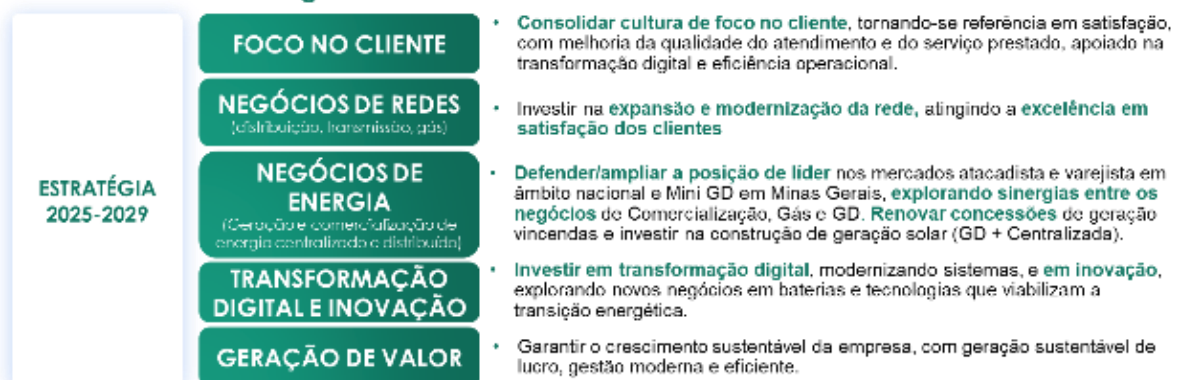 ESTRATÉGIA
2025-2029
FOCO NO CLIENTE
• Consolidar cultura de foco no cliente, tornando-se referência em satisfação,
com melhoria da qualidade do atendimento e do serviço prestado, apoiado na
transformação digital e eficiência operacional.
NEGÓCIOS DE REDES
(distribuição, transmissão, gás)
• Investir na expansão e modernização da rede, atingindo a excelência em
satisfação dos clientes
NEGÓCIOS DE
ENERGIA
(Geração e comercialização de
energia centralizada e distribuída)
• Defender/ampliar a posição de líder nos mercados atacadista e varejista em
âmbito nacional e Mini GD em Minas Gerais, explorando sinergias entre os
negócios de Comercialização, Gás e GD. Renovar concessões de geração
vincendas e investir na construção de geração solar (GD + Centralizada).
TRANSFORMAÇÃO
DIGITAL E INOVAÇÃO
• Investir em transformação digital, modernizando sistemas, e em inovação,
explorando novos negócios em baterias e tecnologias que viabilizam a
transição energética.
GERAÇÃO DE VALOR
• Garantir o crescimento sustentável da empresa, com geração sustentável de
lucro, gestão moderna e eficiente.